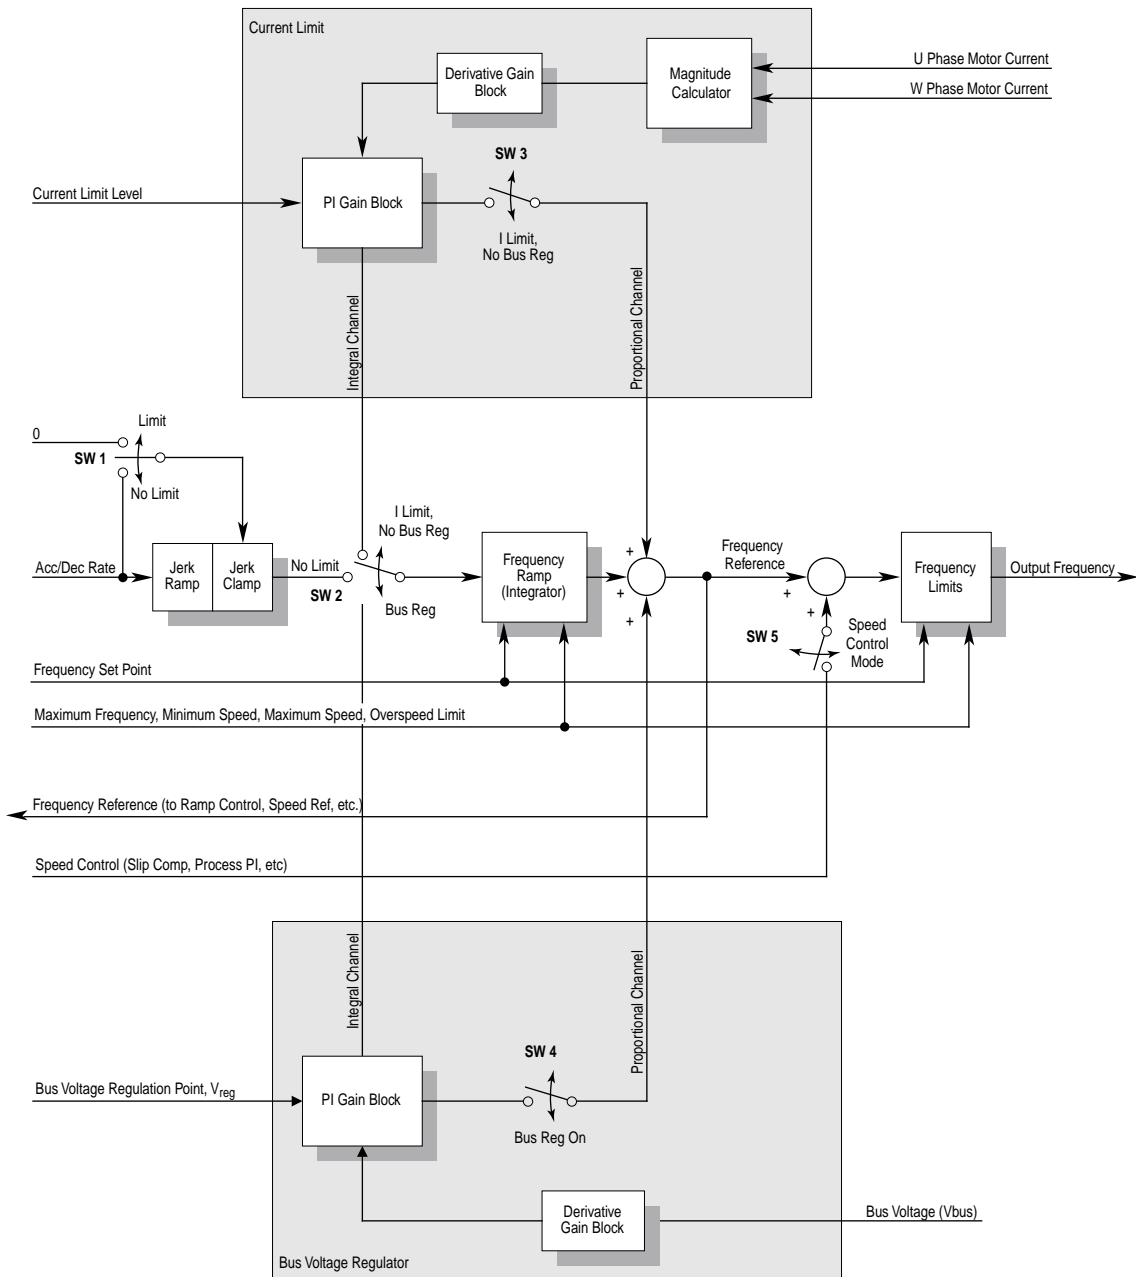 Current Limit
U Phase Motor Current
W Phase Motor Current
Derivative Gain
Block
Magnitude
Calculator
SW 3
Current Limit Level
PI Gain Block
I Limit,
No Bus Reg
Integral Channel
Proportional Channel
0
Limit
SW 1
No Limit
I Limit,
No Bus Reg
Acc/Dec Rate
Jerk
Ramp
Jerk
Clamp
No Limit
SW 2
Bus Reg
Frequency
Ramp
(Integrator)
+
+
+
Frequency
Reference
+
+
Frequency
Limits
Output Frequency
SW 5
Speed
Control
Mode
Frequency Set Point
Maximum Frequency, Minimum Speed, Maximum Speed, Overspeed Limit
Frequency Reference (to Ramp Control, Speed Ref, etc.)
Speed Control (Slip Comp, Process PI, etc)
Integral Channel
Proportional Channel
SW 4
Bus Voltage Regulation Point, Vreg
PI Gain Block
Bus Reg On
Derivative
Gain Block
Bus Voltage (Vbus)
Bus Voltage Regulator